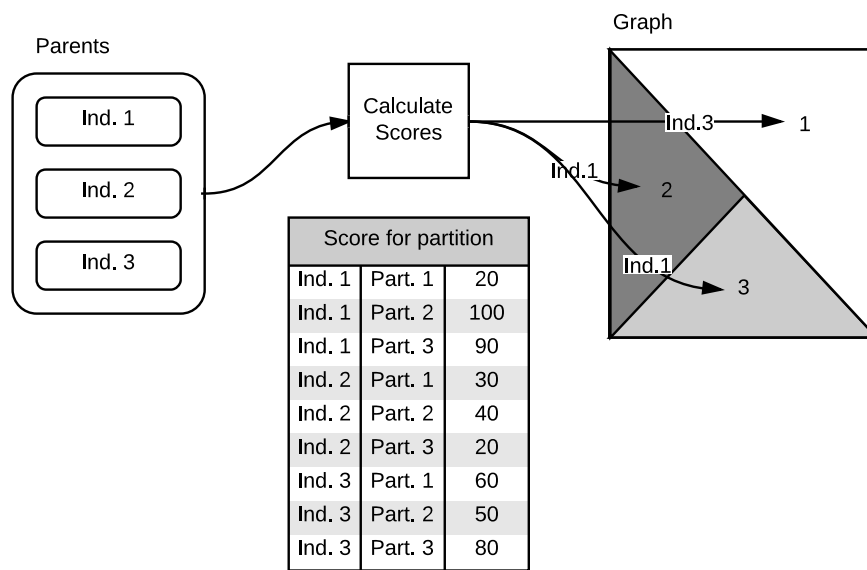 Graph
Parents
Ind. 1
Ind. 2
Ind. 3
Calculate
Scores
Ind.3
1
Ind.1
2
Ind.1
3
Score for partition
Ind. 1 Part. 1 20
Ind. 1 Part. 2 100
Ind. 1 Part. 3 90
Ind. 2 Part. 1 30
Ind. 2 Part. 2 40
Ind. 2 Part. 3 20
Ind. 3 Part. 1 60
Ind. 3 Part. 2 50
Ind. 3 Part. 3 80